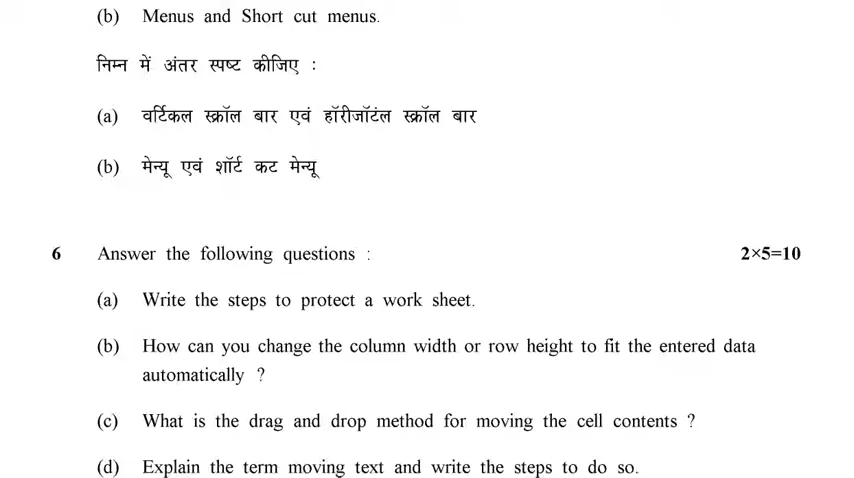 (b) Menus and Short cut menus.
निम्न में अंतर स्पष्ट कीजिए :
(a) वर्टिकल स्क्रॉल बार एवं हॉरीजॉटंल स्क्रॉल बार
(b) मेन्यू एवं शॉर्ट कट मेन्यू
6 Answer the following questions : 2×5=10
(a) Write the steps to protect a work sheet.
(b) How can you change the column width or row height to fit the entered data
automatically ?
(c) What is the drag and drop method for moving the cell contents ?
(d) Explain the term moving text and write the steps to do so.